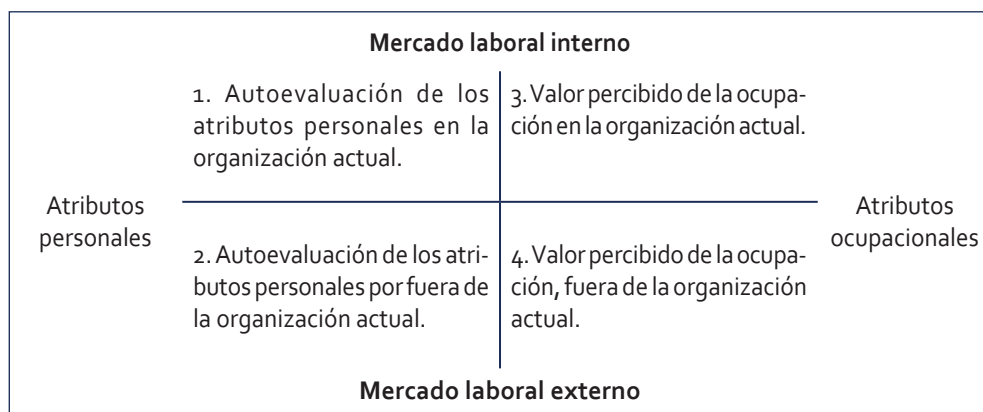 Mercado laboral interno
1. Autoevaluación de los
atributos personales en la
organización actual.
3. Valor percibido de la ocupa-
ción en la organización actual.
Atributos
personales
Atributos
ocupacionales
2. Autoevaluación de los atri-
butos personales por fuera de
la organización actual.
4. Valor percibido de la ocupa-
ción, fuera de la organización
actual.
Mercado laboral externo